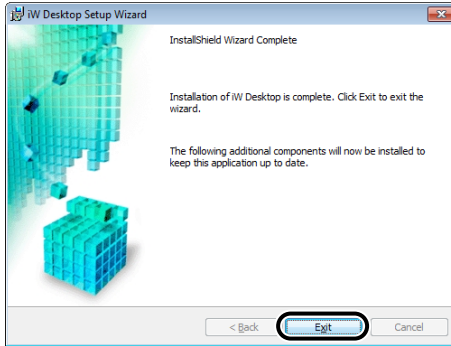 iW Desktop Setup Wizard
InstallShield Wizard Complete
Installation of iW Desktop is complete. Click Exit to exit the
wizard.
The following additional components will now be installed to
keep this application up to date.
< Back
Exit
Cancel